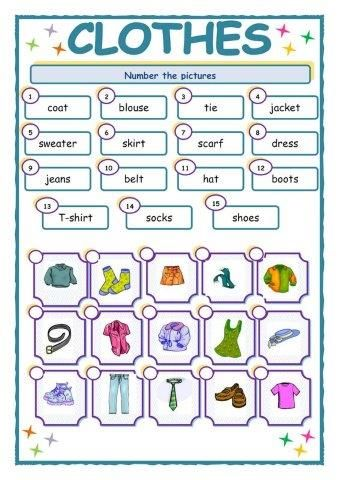 CLOTHES
Number the pictures
1 coat
2 blouse
3 tie
4 jacket
5 sweater
6 skirt
7 scarf
8 dress
9 jeans
10 belt
11 hat
12 boots
13 T-shirt
14 socks
15 shoes